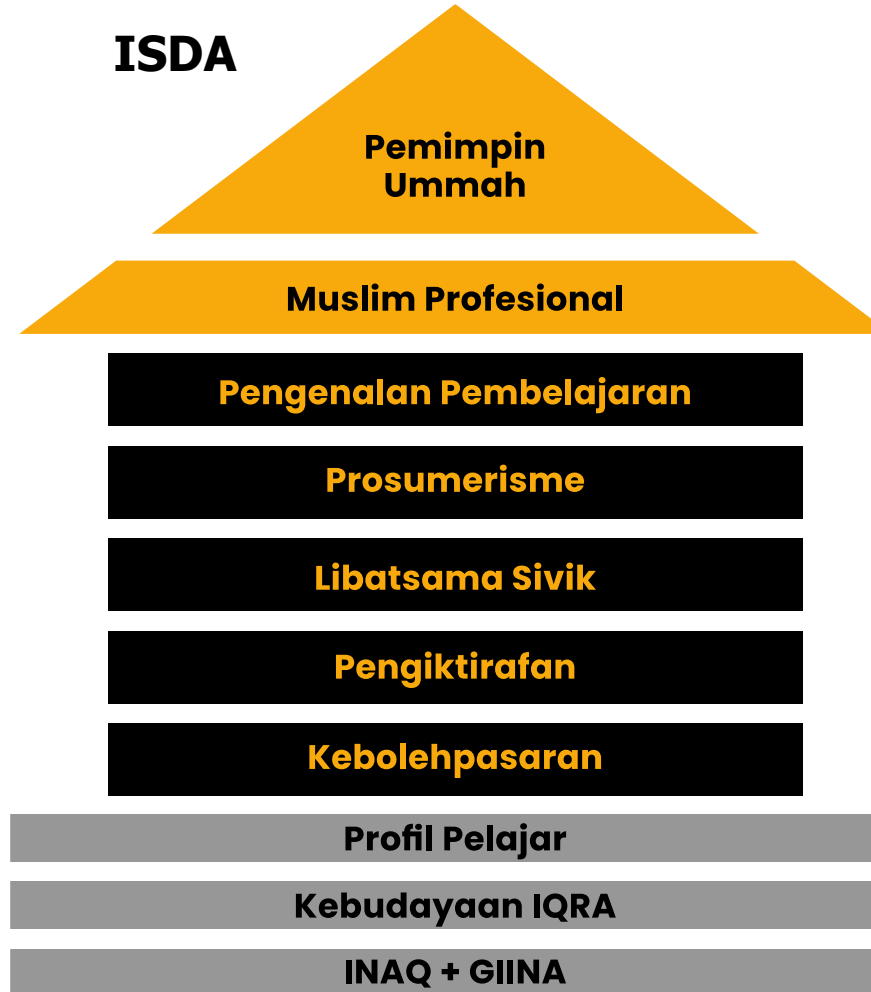 ISDA
Pemimpin
Ummah
Muslim Profesional
Pengenalan Pembelajaran
Prosumerisme
Libatsama Sivik
Pengiktirafan
Kebolehpasaran
Profil Pelajar
Kebudayaan IQRA
INAQ + GIINA